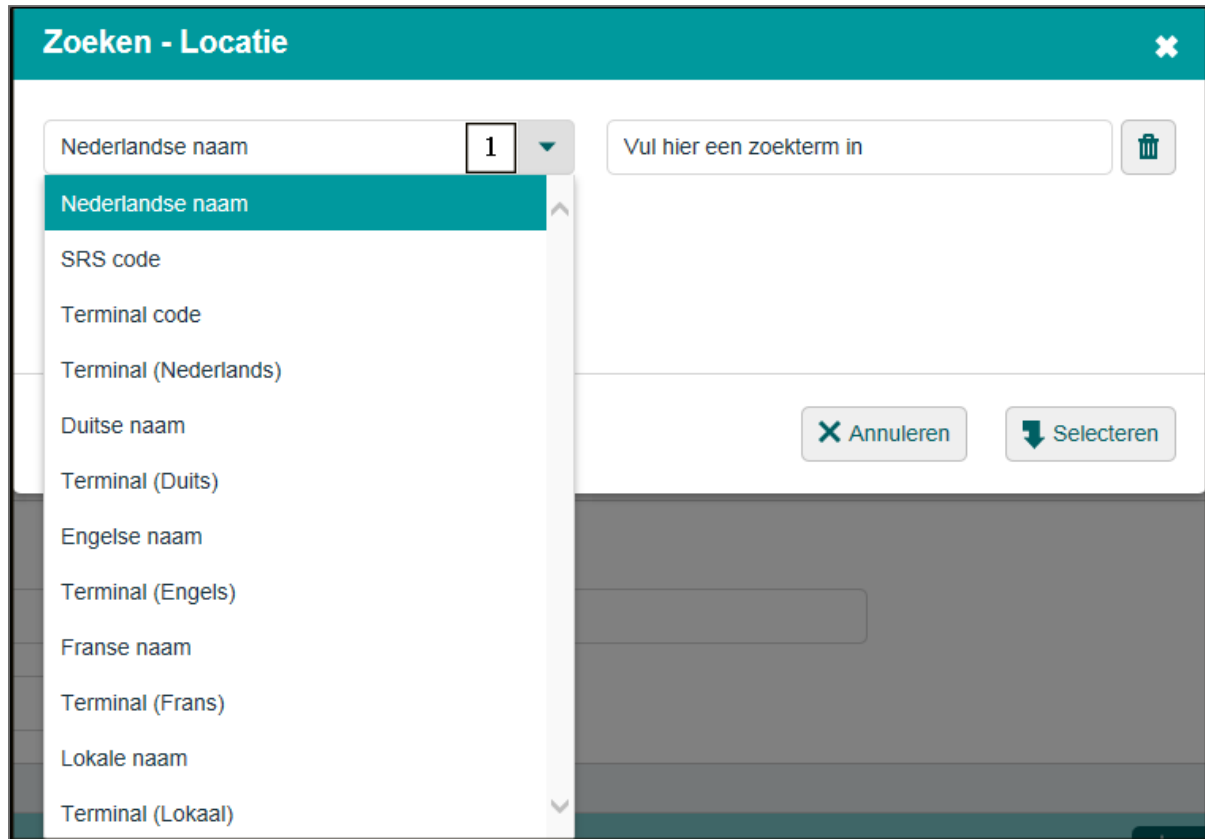 Zoeken - Locatie
Nederlandse naam 1 Vul hier een zoekterm in
Nederlandse naam
SRS code
Terminal code
Terminal (Nederlands)
Duitse naam
Annuleren Selecteren
Terminal (Duits)
Engelse naam
Terminal (Engels)
Franse naam
Terminal (Frans)
Lokale naam
Terminal (Lokaal)